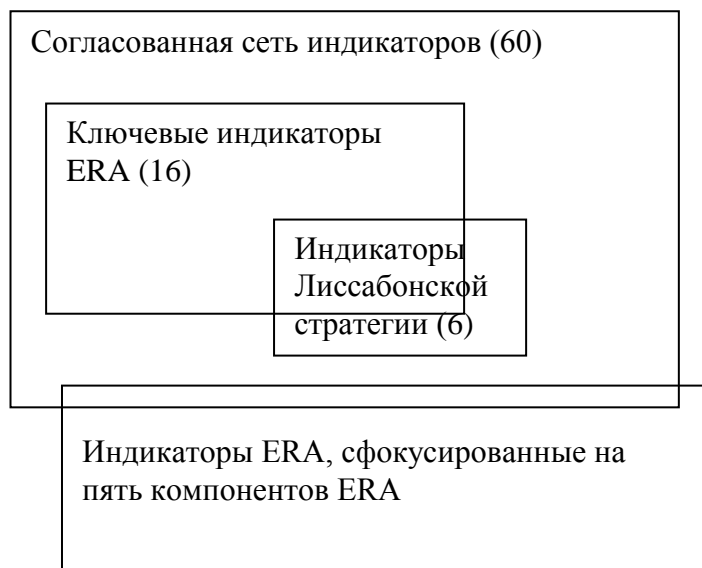 Согласованная сеть индикаторов (60)
Ключевые индикаторы
ERA (16)
Индикаторы
Лиссабонской
стратегии (6)
Индикаторы ERA, сфокусированные на
пять компонентов ERA